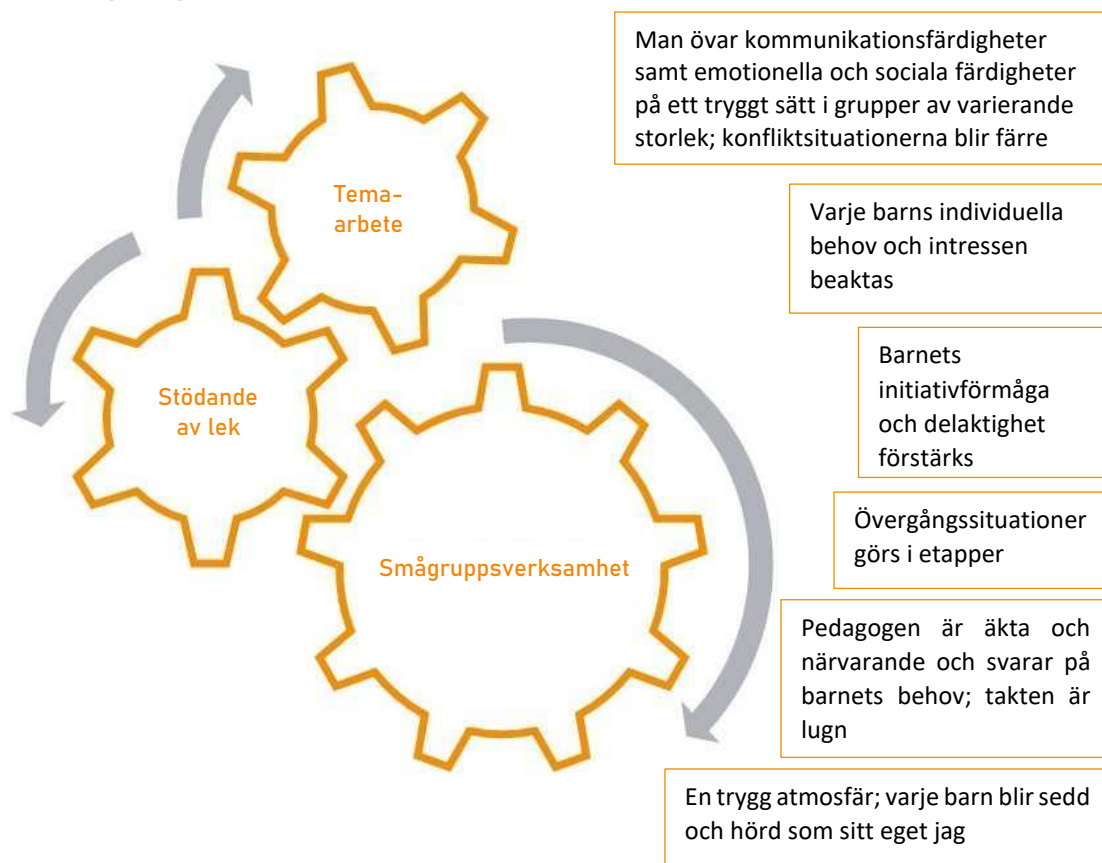 Man övar kommunikationsfärdigheter
samt emotionella och sociala färdigheter
på ett tryggt sätt i grupper av varierande
storlek; konfliktsituationerna blir färre
Tema-
arbete
Varje barns individuella
behov och intressen
beaktas
Stödande
av lek
Barnets
initiativförmåga
och delaktighet
förstärks
Övergångssituationer
görs i etapper
Smågruppsverksamhet
Pedagogen är äkta och
närvarande och svarar på
barnets behov; takten är
lugn
En trygg atmosfär; varje barn blir sedd
och hörd som sitt eget jag